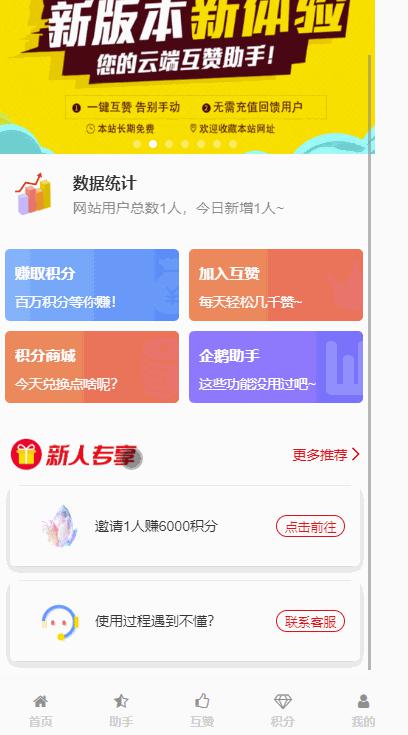 新版本新体验
您的云端互赞助手!
❶ 一键互赞 告别手动 ❷ 无需充值回馈用户
本站长期免费 欢迎收藏本站网址
数据统计
网站用户总数1人，今日新增1人~
赚取积分
百万积分等你赚!
加入互赞
每天轻松几千赞~
积分商城
今天兑换点啥呢?
企鹅助手
这些功能没用过吧~
新人专享
更多推荐
邀请1人赚6000积分
点击前往
使用过程遇到不懂?
联系客服
首页 助手 互赞 积分 我的